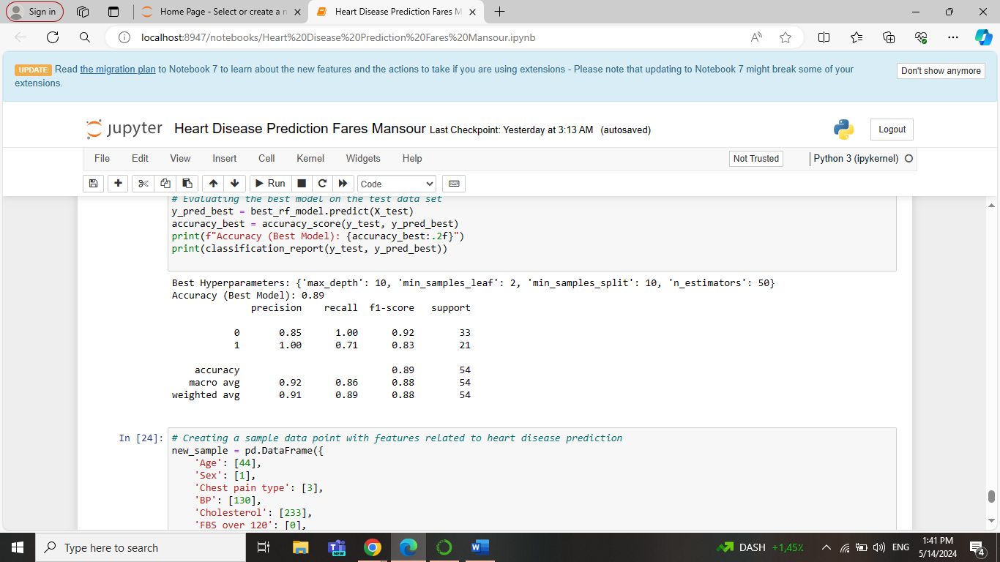 Sign in
Home Page - Select or create a n
Heart Disease Prediction Fares M
localhost:8947/notebooks/Heart%20Disease%20Prediction%20Fares%20Mansour.ipynb
UPDATE Read the migration plan to Notebook 7 to learn about the new features and the actions to take if you are using extensions - Please note that updating to Notebook 7 might break some of your
extensions.
Don't show anymore
jupyter Heart Disease Prediction Fares Mansour Last Checkpoint: Yesterday at 3:13 AM (autosaved)
Logout
File Edit View Insert Cell Kernel Widgets Help
Not Trusted
Python 3 (ipykernel)
Run
Code
# Evaluating the best model on the test data set
y_pred_best = best_rf_model.predict(X_test)
accuracy_best = accuracy_score(y_test, y_pred_best)
print(f"Accuracy (Best Model): {accuracy_best:.2f}")
print(classification_report(y_test, y_pred_best))
Best Hyperparameters: {'max_depth': 10, 'min_samples_leaf': 2, 'min_samples_split': 10, 'n_estimators': 50}
Accuracy (Best Model): 0.89
precision recall f1-score support
0 0.85 1.00 0.92 33
1 1.00 0.71 0.83 21
accuracy 0.89 54
macro avg 0.92 0.86 0.88 54
weighted avg 0.91 0.89 0.88 54
In [24]:
# Creating a sample data point with features related to heart disease prediction
new_sample = pd.DataFrame({
'Age': [44],
'Sex': [1],
'Chest pain type': [3],
'BP': [130],
'Cholesterol': [233],
'FBS over 120': [0],
Type here to search
NEW
DASH +1,45%
ENG
1:41 PM
5/14/2024
4